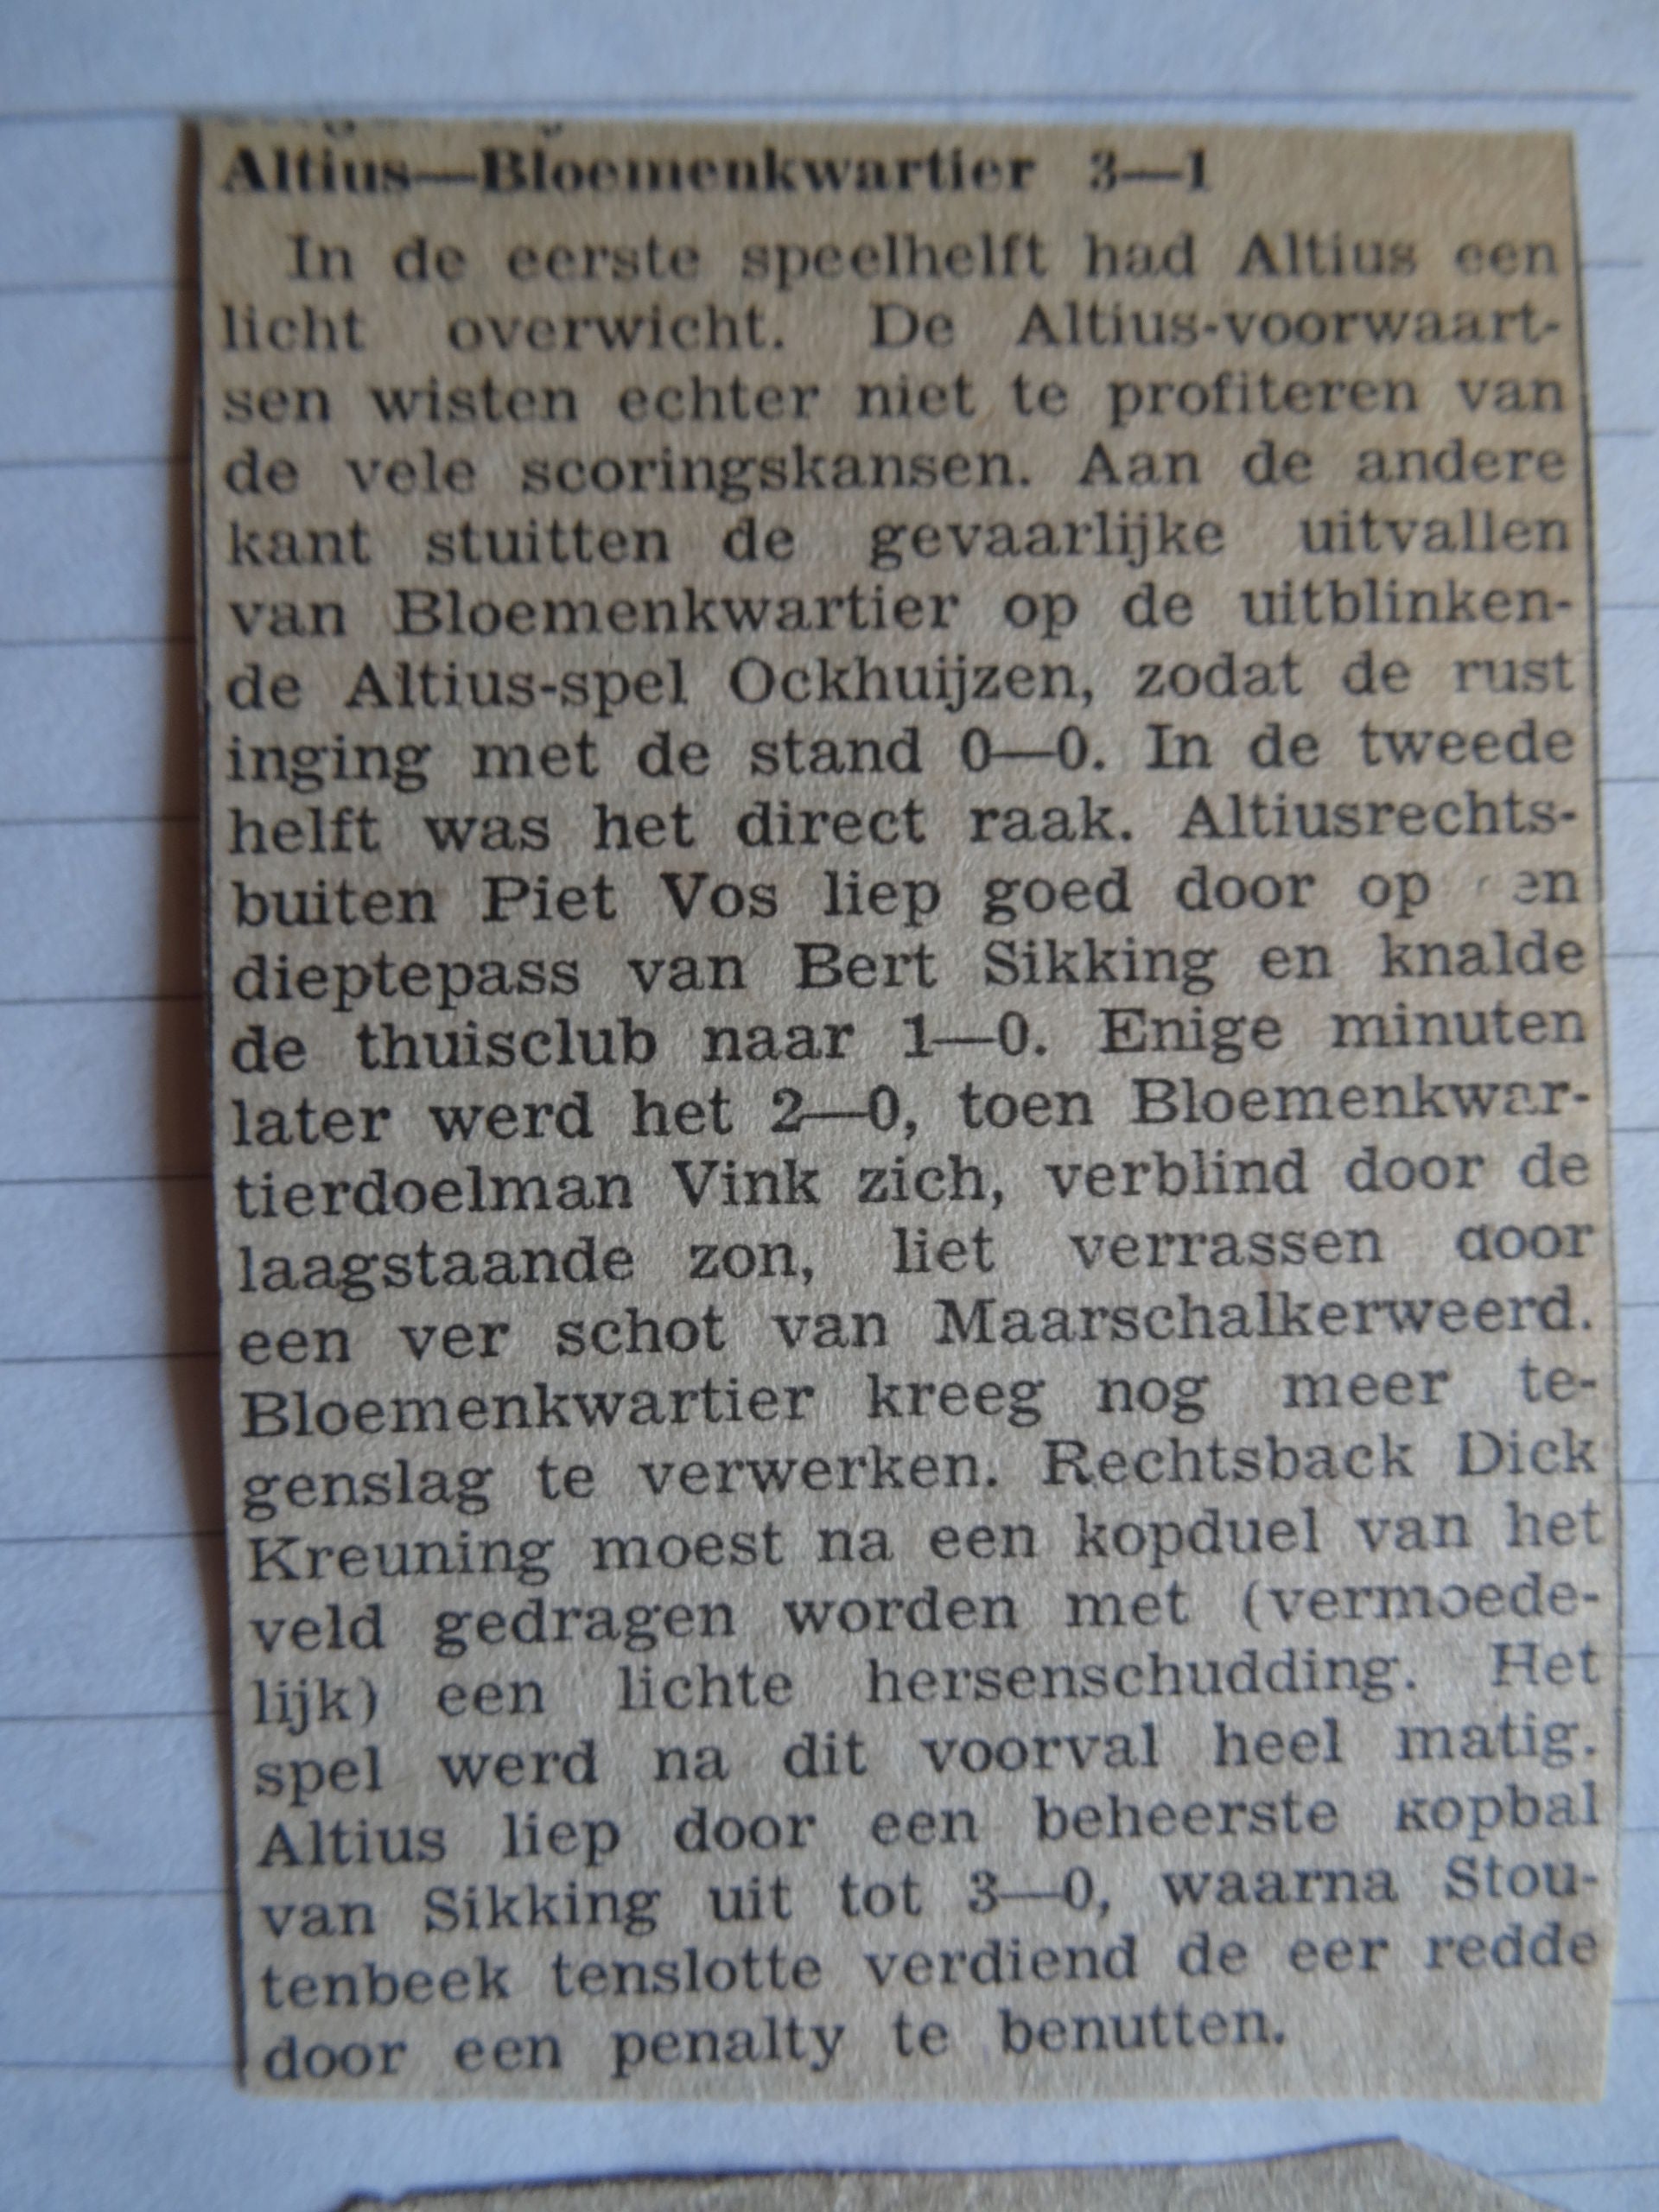 Altius—Bloemenkwartier 3—1
In de eerste speelhelft had Altius een
licht overwicht. De Altius-voorwaart-
sen wisten echter niet te profiteren van
de vele scoringskansen. Aan de andere
kant stuitten de gevaarlijke uitvallen
van Bloemenkwartier op de uitblinken-
de Altius-spel Ockhuijzen, zodat de rust
inging met de stand 0—0. In de tweede
helft was het direct raak. Altiusrechts-
buiten Piet Vos liep goed door op een
dieptepass van Bert Sikking en knalde
de thuisclub naar 1—0. Enige minuten
later werd het 2—0, toen Bloemenkwar-
tierdoelman Vink zich, verblind door de
laagstaande zon, liet verrassen door
een ver schot van Maarschalkerweerd.
Bloemenkwartier kreeg nog meer te-
genslag te verwerken. Rechtsback Dick
Kreuning moest na een kopduel van het
veld gedragen worden met (vermoede-
lijk) een lichte hersenschudding. Het
spel werd na dit voorval heel matig.
Altius liep door een beheerste kopbal
van Sikking uit tot 3—0, waarna Stou-
tenbeek tenslotte verdiend de eer redde
door een penalty te benutten.